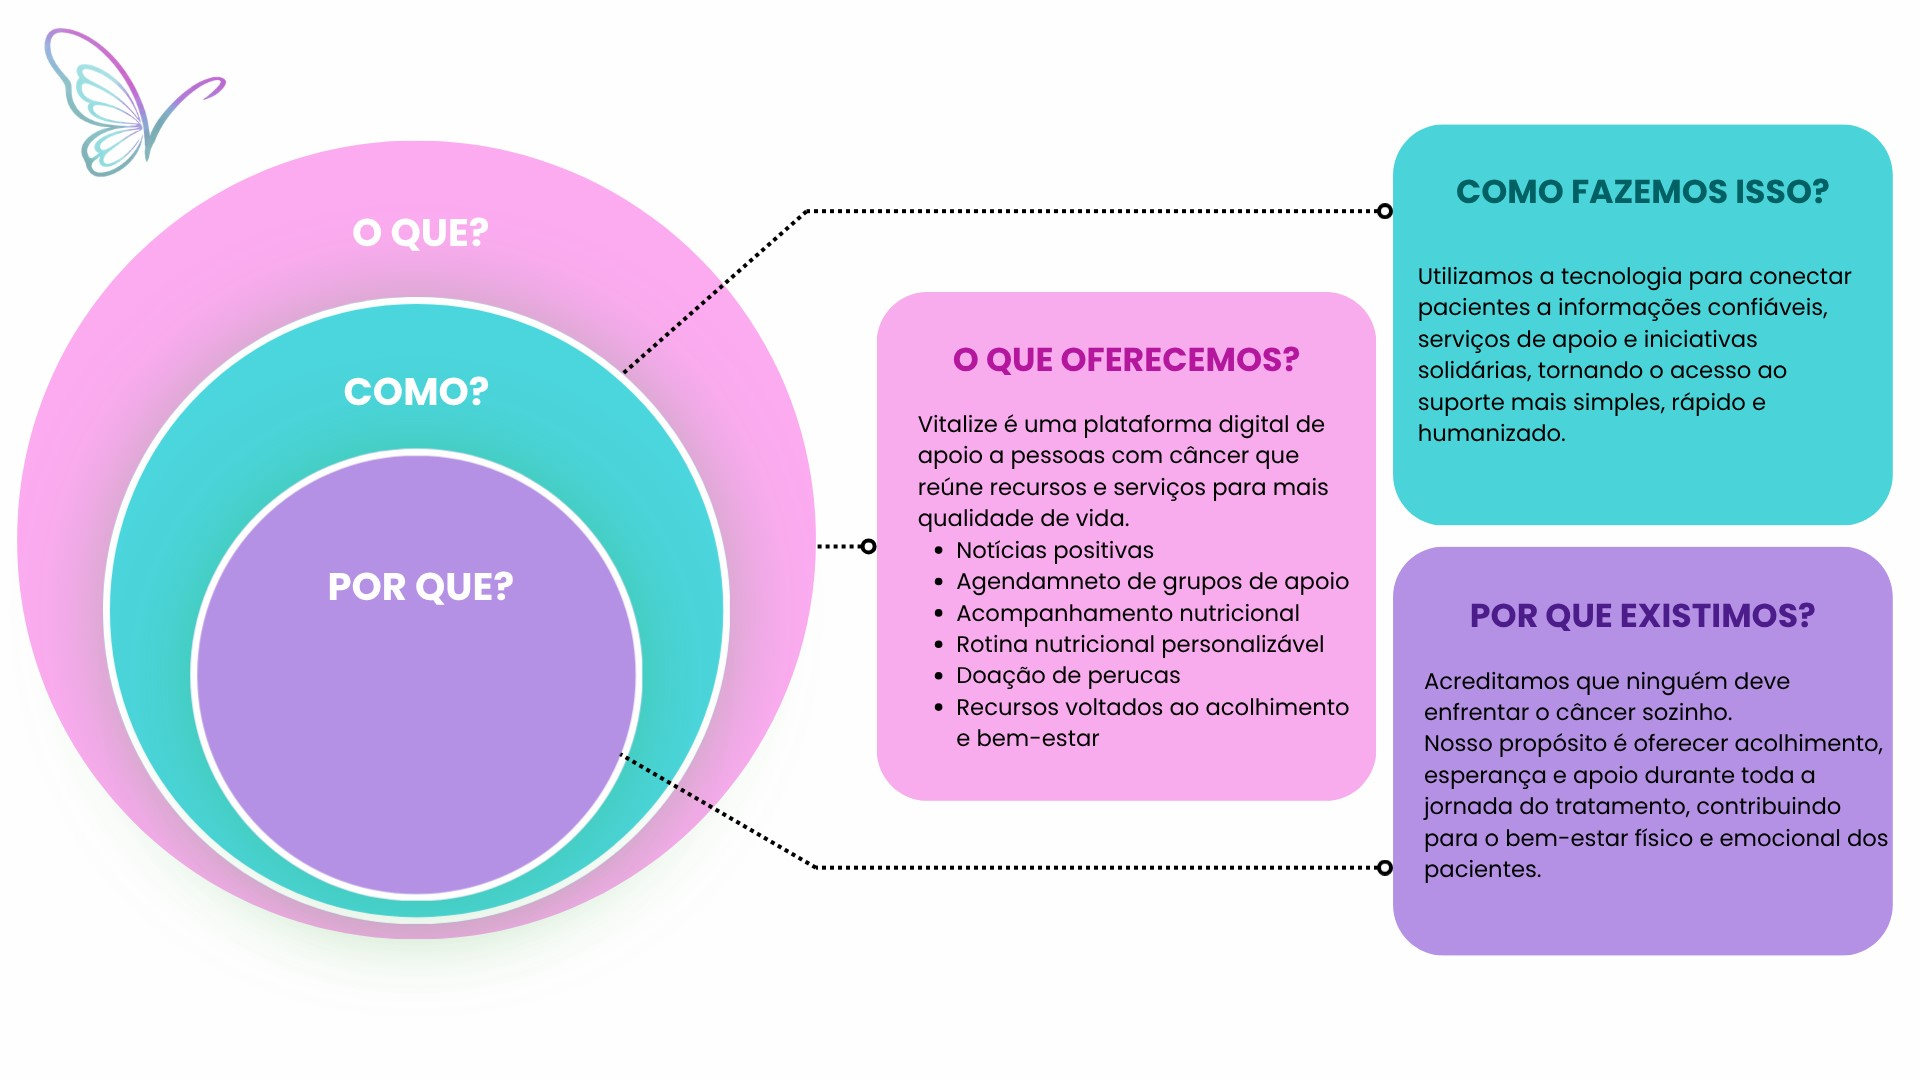 O QUE?
COMO?
POR QUE?
O QUE OFERECEMOS?
Vitalize é uma plataforma digital de
apoio a pessoas com câncer que
reúne recursos e serviços para mais
qualidade de vida.
• Notícias positivas
• Agendamneto de grupos de apoio
• Acompanhamento nutricional
• Rotina nutricional personalizável
• Doação de perucas
• Recursos voltados ao acolhimento
e bem-estar
COMO FAZEMOS ISSO?
Utilizamos a tecnologia para conectar
pacientes a informações confiáveis,
serviços de apoio e iniciativas
solidárias, tornando o acesso ao
suporte mais simples, rápido e
humanizado.
POR QUE EXISTIMOS?
Acreditamos que ninguém deve
enfrentar o câncer sozinho.
Nosso propósito é oferecer acolhimento,
esperança e apoio durante toda a
jornada do tratamento, contribuindo
para o bem-estar físico e emocional dos
pacientes.